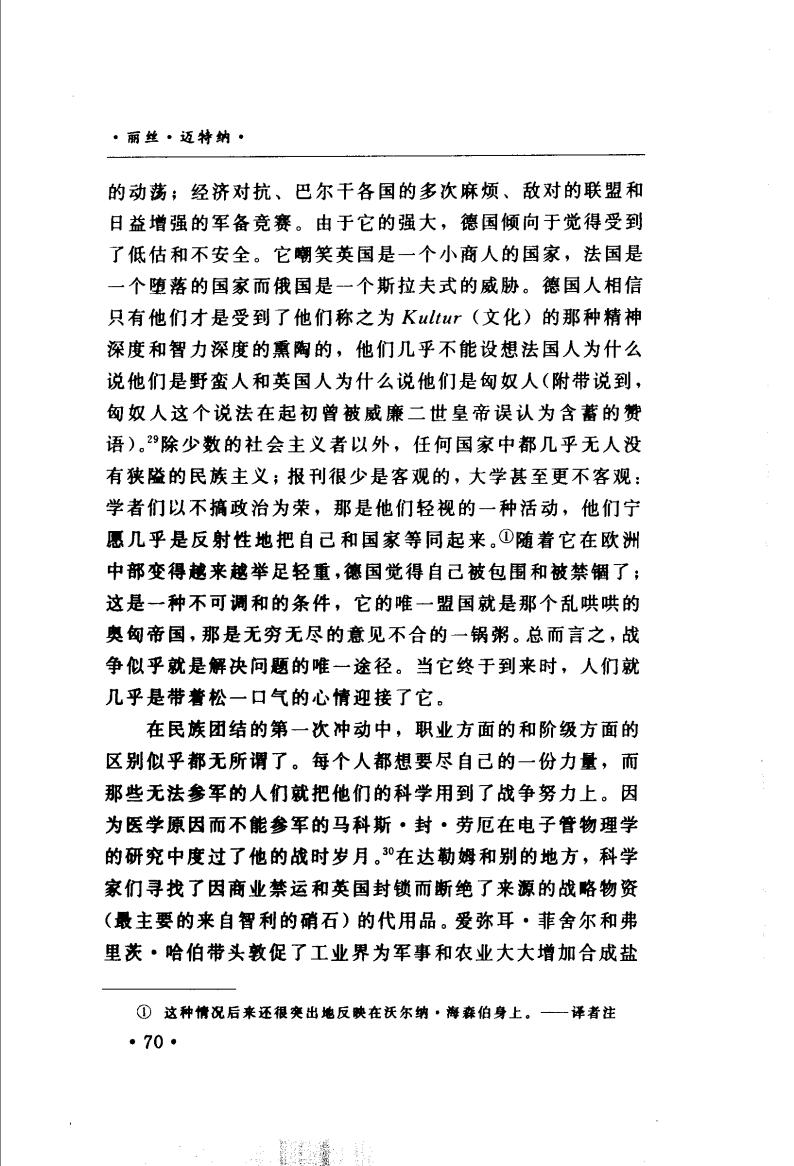 ·丽丝·迈特纳·
的动荡；经济对抗、巴尔干各国的多次麻烦、敌对的联盟和
日益增强的军备竞赛。由于它的强大，德国倾向于觉得受到
了低估和不安全。它嘲笑英国是一个小商人的国家，法国是
一个堕落的国家而俄国是一个斯拉夫式的威胁。德国人相信
只有他们才是受到了他们称之为 Kultur（文化）的那种精神
深度和智力深度的熏陶的，他们几乎不能设想法国人为什么
说他们是野蛮人和英国人为什么说他们是匈奴人(附带说到，
匈奴人这个说法在起初曾被威廉二世皇帝误认为含蓄的赞
语)。²⁹除少数的社会主义者以外，任何国家中都几乎无人没
有狭隘的民族主义；报刊很少是客观的，大学甚至更不客观：
学者们以不搞政治为荣，那是他们轻视的一种活动，他们宁
愿几乎是反射性地把自己和国家等同起来。①随着它在欧洲
中部变得越来越举足轻重，德国觉得自己被包围和被禁锢了；
这是一种不可调和的条件，它的唯一盟国就是那个乱哄哄的
奥匈帝国，那是无穷无尽的意见不合的一锅粥。总而言之，战
争似乎就是解决问题的唯一途径。当它终于到来时，人们就
几乎是带着松一口气的心情迎接了它。
在民族团结的第一次冲动中，职业方面的和阶级方面的
区别似乎都无所谓了。每个人都想要尽自己的一份力量，而
那些无法参军的人们就把他们的科学用到了战争努力上。因
为医学原因而不能参军的马科斯·封·劳厄在电子管物理学
的研究中度过了他的战时岁月。³⁰在达勒姆和别的地方，科学
家们寻找了因商业禁运和英国封锁而断绝了来源的战略物资
(最主要的来自智利的硝石)的代用品。爱弥耳·菲舍尔和弗
里茨·哈伯带头敦促了工业界为军事和农业大大增加合成盐
① 这种情况后来还很突出地反映在沃尔纳·海森伯身上。——译者注
·70·